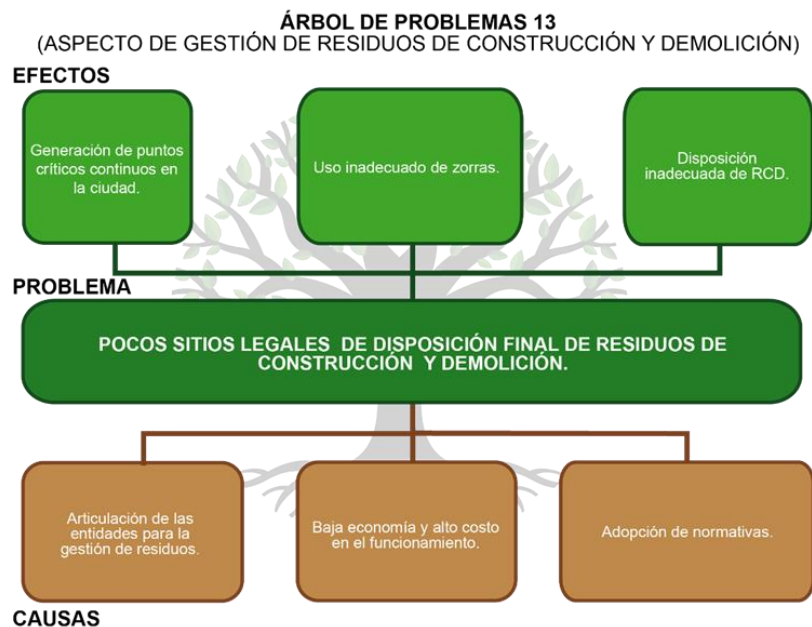 ÁRBOL DE PROBLEMAS 13
(ASPECTO DE GESTIÓN DE RESIDUOS DE CONSTRUCCIÓN Y DEMOLICIÓN)
EFECTOS
Generación de puntos
críticos continuos en
la ciudad.
Uso inadecuado de zorras.
Disposición
inadecuada de RCD.
PROBLEMA
POCOS SITIOS LEGALES DE DISPOSICIÓN FINAL DE RESIDUOS DE
CONSTRUCCIÓN Y DEMOLICIÓN.
Articulación de las
entidades para la
gestión de residuos.
Baja economía y alto costo
en el funcionamiento.
Adopción de normativas.
CAUSAS